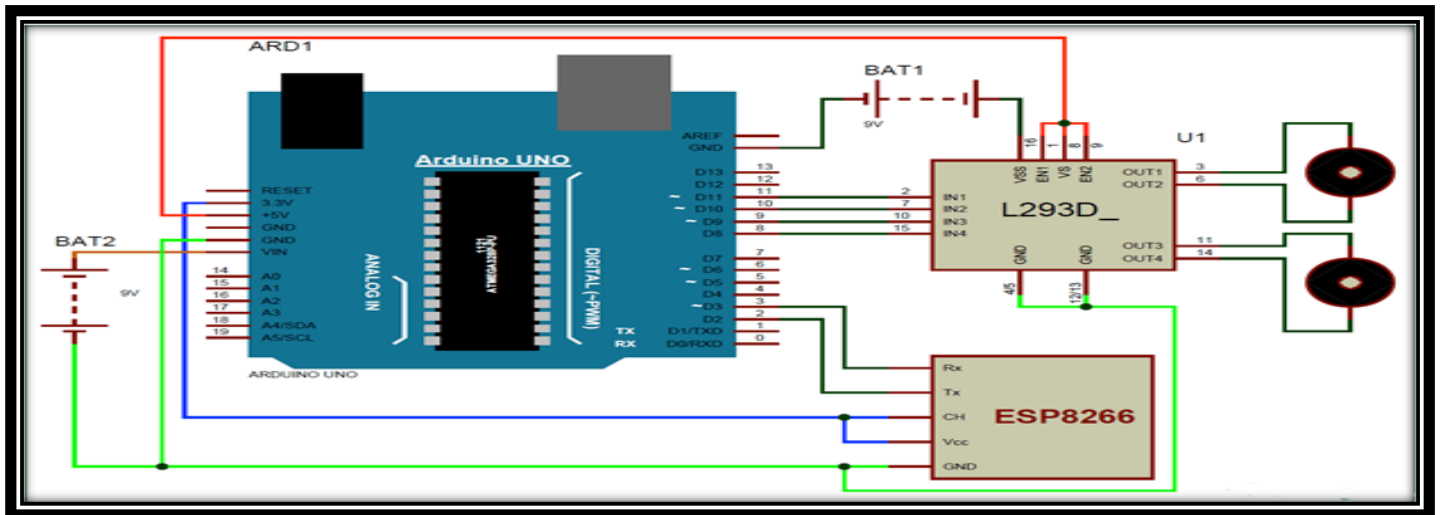 ARD1
BAT1
9V
U1
AREF
GND
Arduino UNO
RESET
3.3V
+5V
GND
GND
VIN
14 A0
15 A1
16 A2
17 A3
18 A4/SDA
19 A5/SCL
ANALOG IN
ATMEGA328P-PU
1121
DIGITAL (~PWM)
TX
RX
D13 13
D12 12
~ D11 11
~ D10 10
~ D9 9
D8 8
D7 7
~ D6 6
~ D5 5
D4 4
~ D3 3
D2 2
D1/TXD 1
D0/RXD 0
ARDUINO UNO
BAT2
9V
16 1 8 9
VSS EN1 VS EN2
2 IN1
7 IN2
10 IN3
15 IN4
L293D_
OUT1 3
OUT2 6
OUT3 11
OUT4 14
GND GND
4/5 12/13
Rx
Tx
CH
Vcc
GND
ESP8266